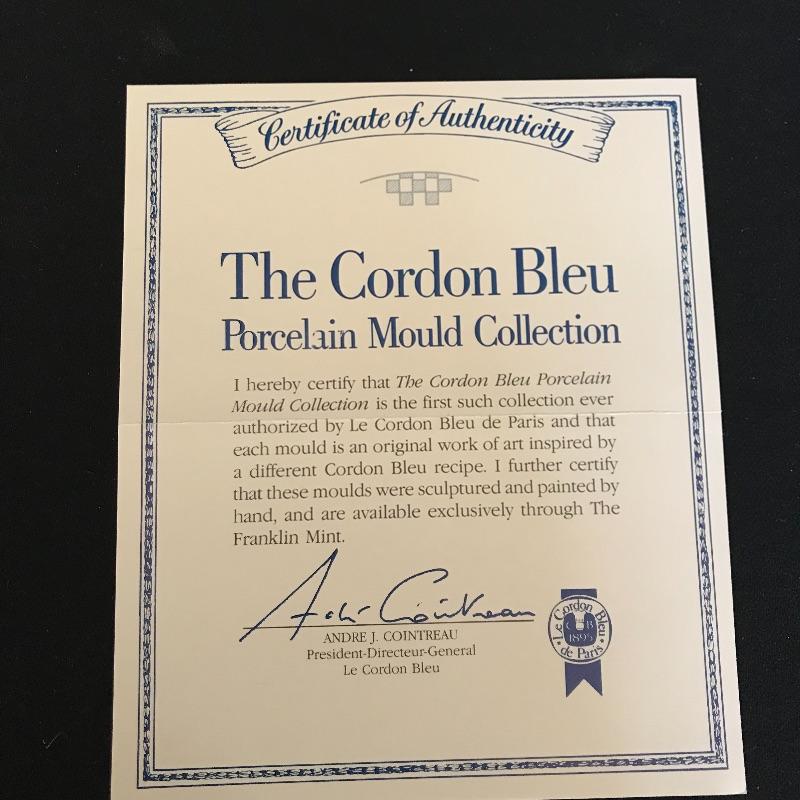 Certificate of Authenticity
The Cordon Bleu
Porcelain Mould Collection
I hereby certify that The Cordon Bleu Porcelain
Mould Collection is the first such collection ever
authorized by Le Cordon Bleu de Paris and that
each mould is an original work of art inspired by
a different Cordon Bleu recipe. I further certify
that these moulds were sculptured and painted by
hand, and are available exclusively through The
Franklin Mint.
André Cointreau
ANDRE J. COINTREAU
President-Directeur-General
Le Cordon Bleu
Le Cordon Bleu
C B
1895
de Paris